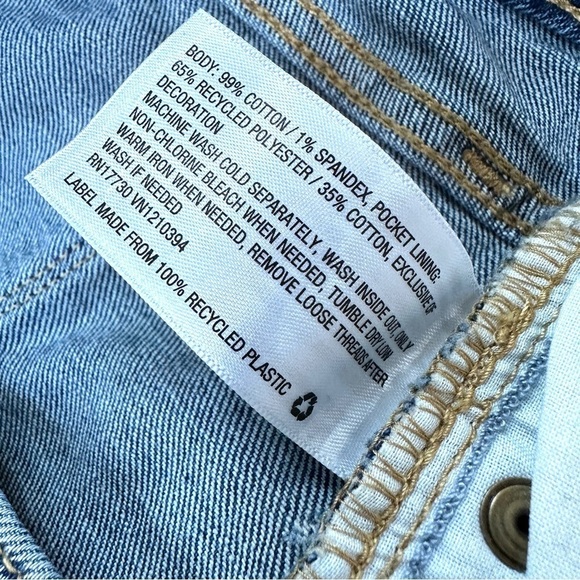 BODY: 99% COTTON / 1% SPANDEX, POCKET LINING:
65% RECYCLED POLYESTER / 35% COTTON, EXCLUSIVE OF
DECORATION
MACHINE WASH COLD SEPARATELY, WASH INSIDE OUT, ONLY
NON-CHLORINE BLEACH WHEN NEEDED, TUMBLE DRY LOW
WARM IRON WHEN NEEDED, REMOVE LOOSE THREADS AFTER
WASH IF NEEDED
RN17730 VN1210394
LABEL MADE FROM 100% RECYCLED PLASTIC